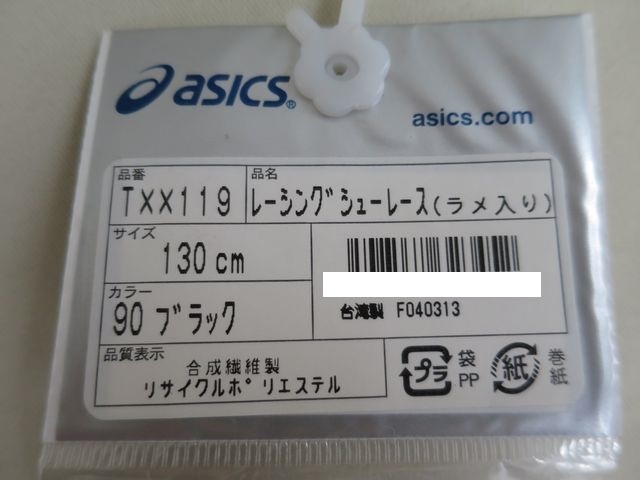 asics®
asics.com
品番
TXX119
品名
レーシングシューレース(ラメ入り)
サイズ
130cm
カラー
90 ブラック
台湾製 F040313
品質表示
合成繊維製
リサイクルポリエステル
プラ
袋
PP
紙
巻
紙